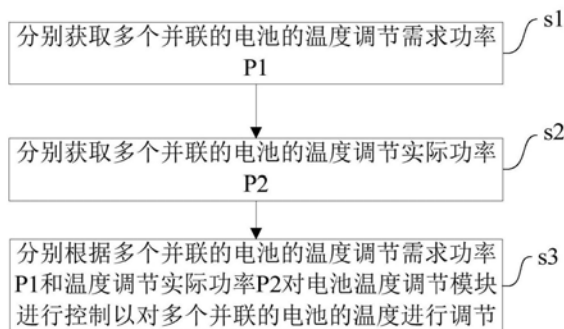 分别获取多个并联的电池的温度调节需求功率
P1
s1
分别获取多个并联的电池的温度调节实际功率
P2
s2
分别根据多个并联的电池的温度调节需求功率
P1和温度调节实际功率P2对电池温度调节模块
进行控制以对多个并联的电池的温度进行调节
s3